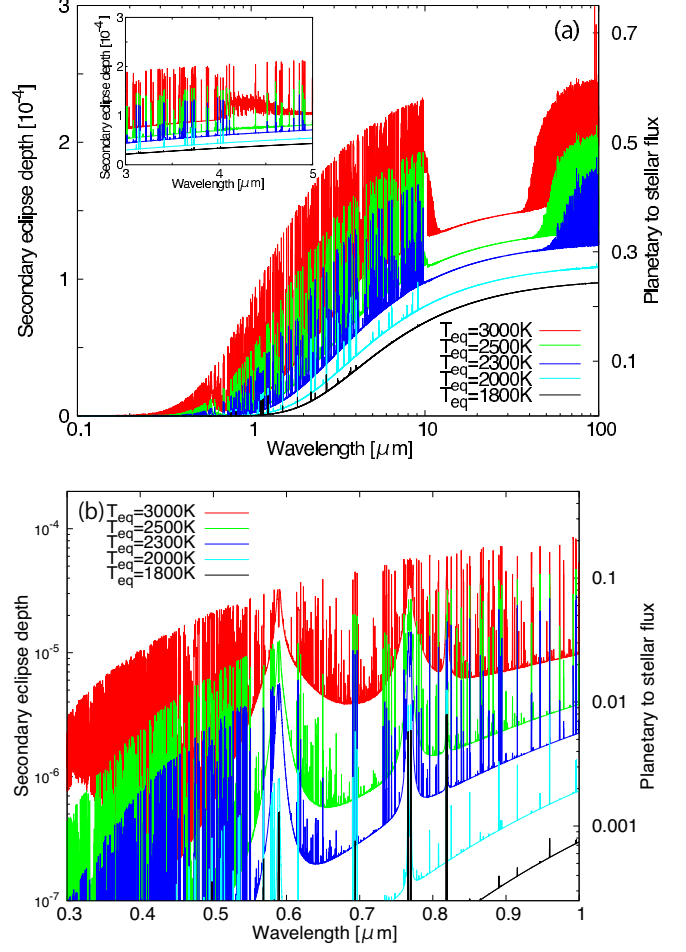 3
2
1
0
0.1
1
10
100
Secondary eclipse depth [10⁻⁴]
Wavelength [μm]
0.7
0.5
0.3
0.1
Planetary to stellar flux
(a)
3
2
1
0
3
4
5
Secondary eclipse depth [10⁻⁴]
Wavelength [μm]
T_eq=3000K
T_eq=2500K
T_eq=2300K
T_eq=2000K
T_eq=1800K
(b)
T_eq=3000K
T_eq=2500K
T_eq=2300K
T_eq=2000K
T_eq=1800K
10⁻⁴
10⁻⁵
10⁻⁶
10⁻⁷
Secondary eclipse depth
0.3
0.4
0.5
0.6
0.7
0.8
0.9
1
Wavelength [μm]
0.1
0.01
0.001
Planetary to stellar flux